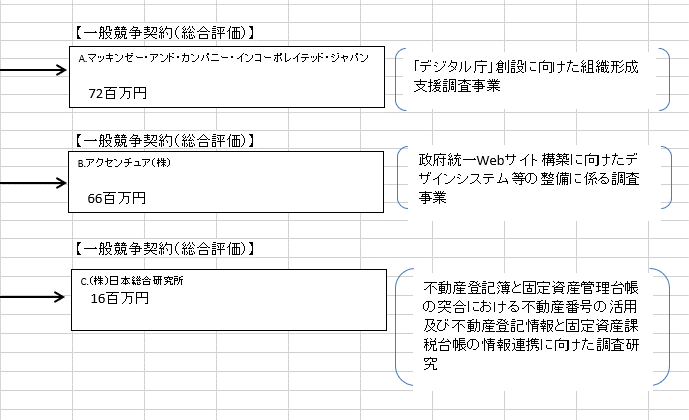 【一般競争契約(総合評価)】
A.マッキンゼー・アンド・カンパニー・インコーポレイテッド・ジャパン
72百万円
「デジタル庁」創設に向けた組織形成
支援調査事業
【一般競争契約(総合評価)】
B.アクセンチュア(株)
66百万円
政府統一Webサイト構築に向けたデ
ザインシステム等の整備に係る調査
事業
【一般競争契約(総合評価)】
C.(株)日本総合研究所
16百万円
不動産登記簿と固定資産管理台帳
の突合における不動産番号の活用
及び不動産登記情報と固定資産課
税台帳の情報連携に向けた調査研
究